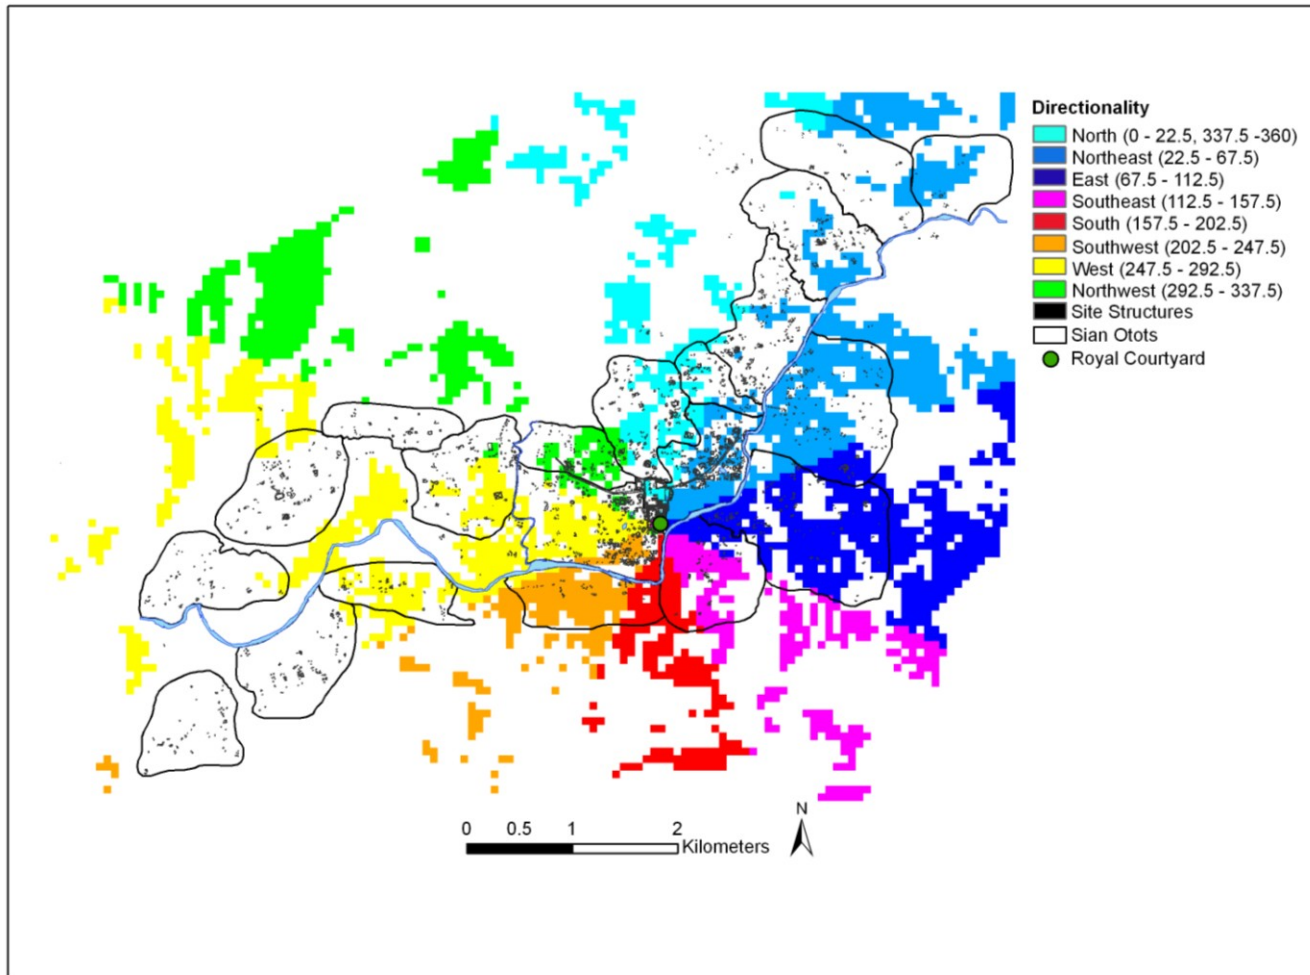 Directionality
North (0 - 22.5, 337.5 -360)
Northeast (22.5 - 67.5)
East (67.5 - 112.5)
Southeast (112.5 - 157.5)
South (157.5 - 202.5)
Southwest (202.5 - 247.5)
West (247.5 - 292.5)
Northwest (292.5 - 337.5)
Site Structures
Sian Otots
Royal Courtyard
N
0 0.5 1 2
Kilometers